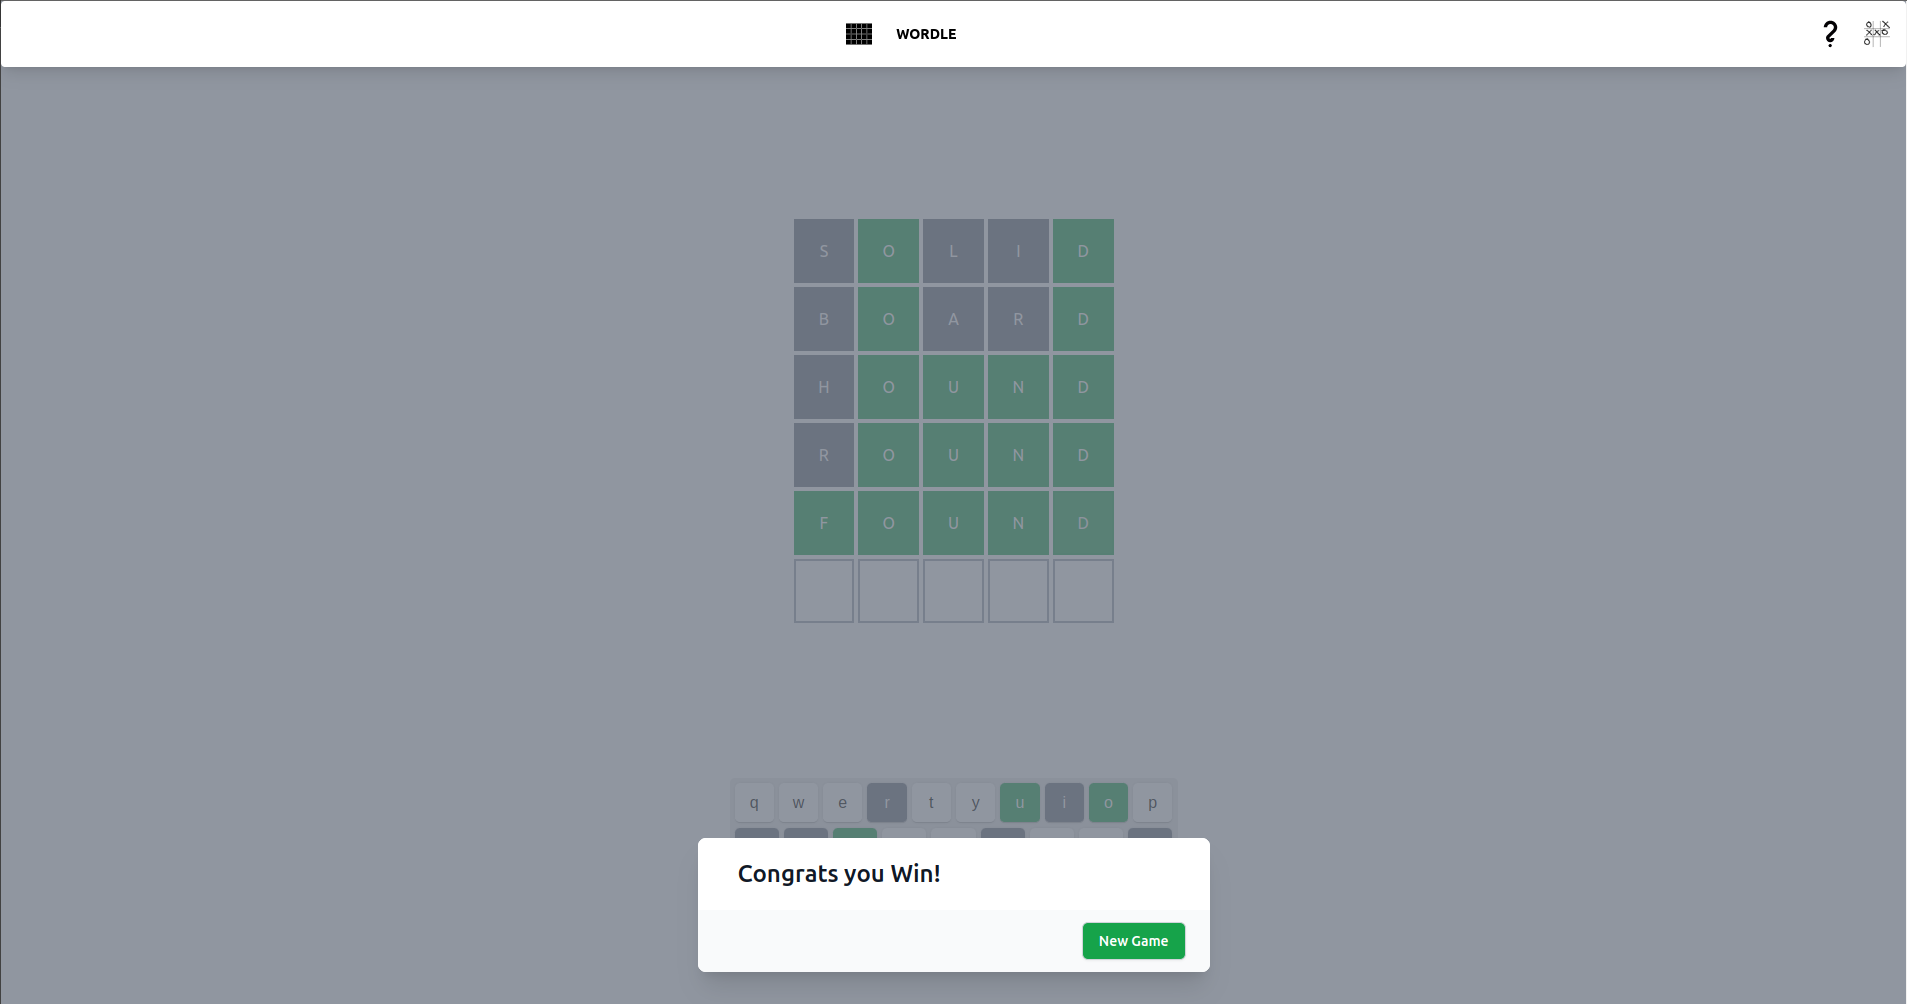 WORDLE
S O L I D
B O A R D
H O U N D
R O U N D
F O U N D
q w e r t y u i o p
Congrats you Win!
New Game